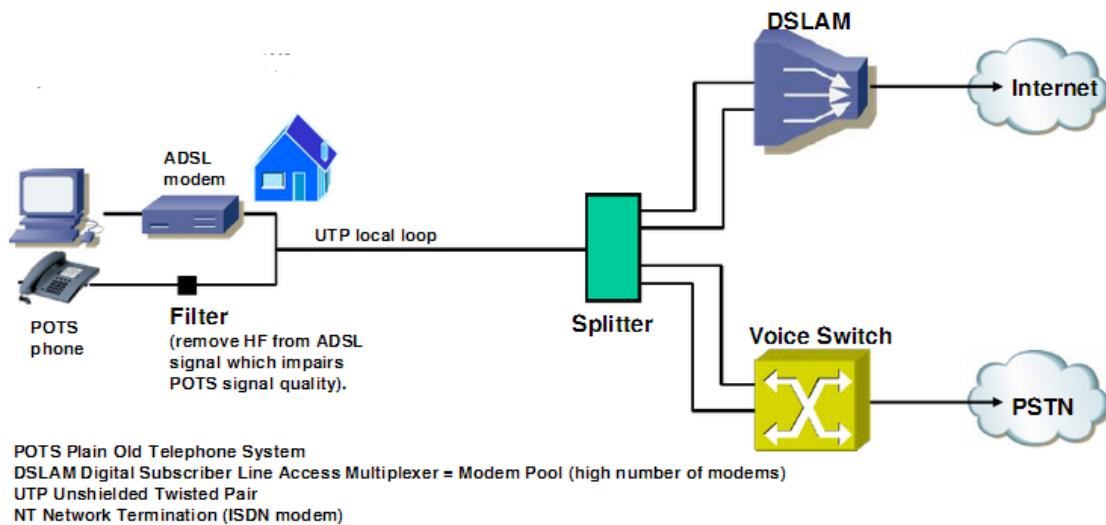 DSLAM
Internet
ADSL
modem
UTP local loop
POTS
phone
Filter
(remove HF from ADSL
signal which impairs
POTS signal quality).
Splitter
Voice Switch
PSTN
POTS Plain Old Telephone System
DSLAM Digital Subscriber Line Access Multiplexer = Modem Pool (high number of modems)
UTP Unshielded Twisted Pair
NT Network Termination (ISDN modem)